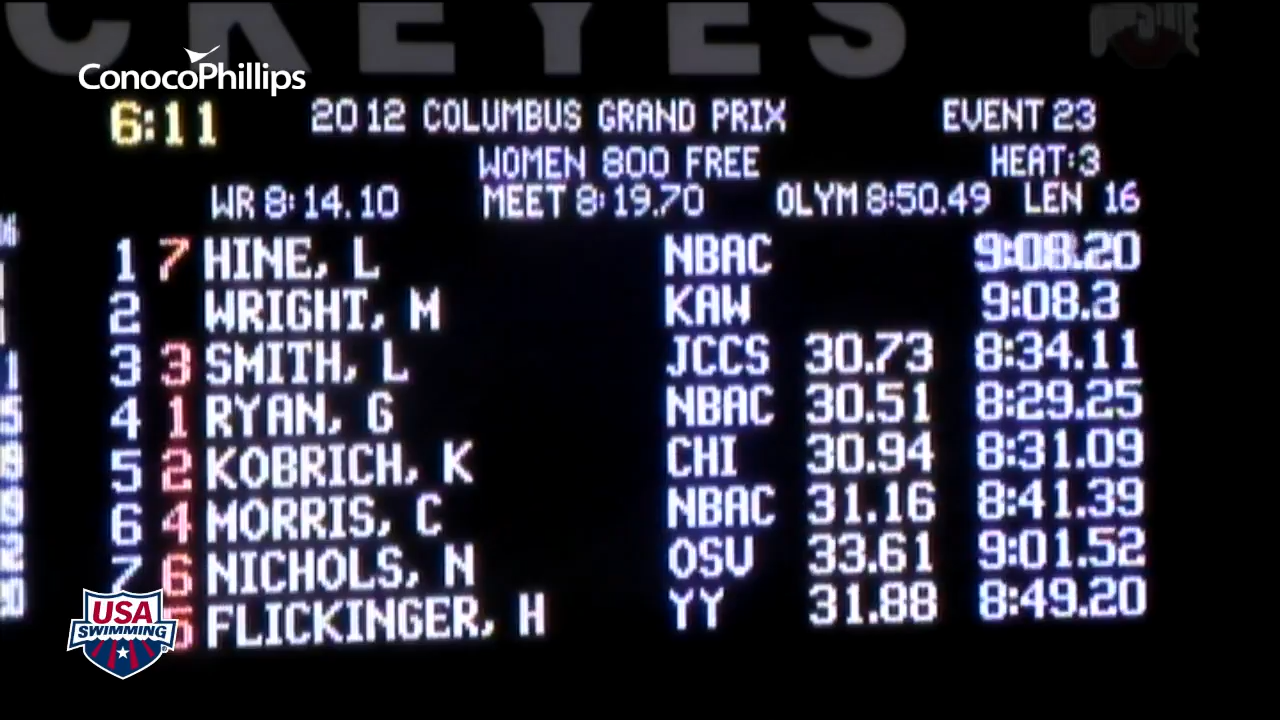 CKEYES
ConocoPhillips
6:11 2012 COLUMBUS GRAND PRIX EVENT 23
WOMEN 800 FREE HEAT:3
WR 8:14.10 MEET 8:19.70 OLYM 8:50.49 LEN 16
1 7 HINE, L NBAC 9:08.20
2 WRIGHT, M KAW 9:08.3
3 3 SMITH, L JCCS 30.73 8:34.11
4 1 RYAN, G NBAC 30.51 8:29.25
5 2 KOBRICH, K CHI 30.94 8:31.09
6 4 MORRIS, C NBAC 31.16 8:41.39
7 6 NICHOLS, N OSU 33.61 9:01.52
5 FLICKINGER, H YY 31.88 8:49.20
USA
SWIMMING